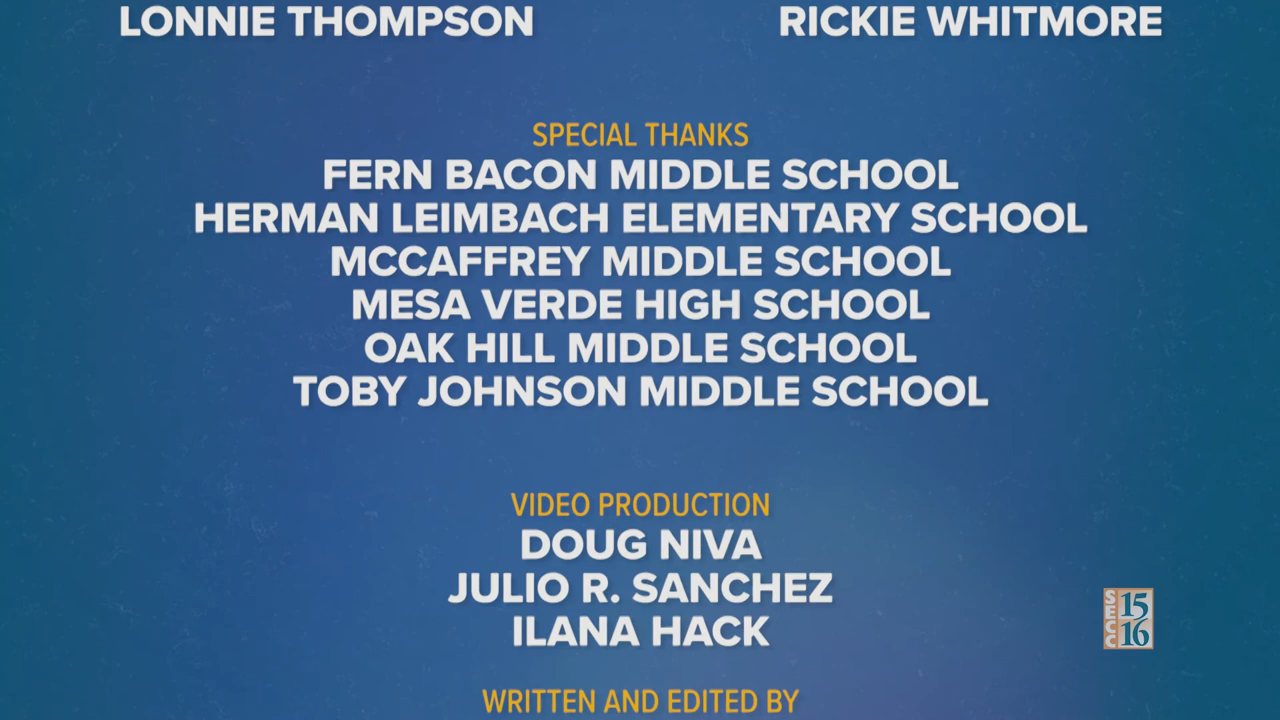 LONNIE THOMPSON RICKIE WHITMORE
SPECIAL THANKS
FERN BACON MIDDLE SCHOOL
HERMAN LEIMBACH ELEMENTARY SCHOOL
MCCAFFREY MIDDLE SCHOOL
MESA VERDE HIGH SCHOOL
OAK HILL MIDDLE SCHOOL
TOBY JOHNSON MIDDLE SCHOOL
VIDEO PRODUCTION
DOUG NIVA
JULIO R. SANCHEZ
ILANA HACK
SECC
15
16
WRITTEN AND EDITED BY